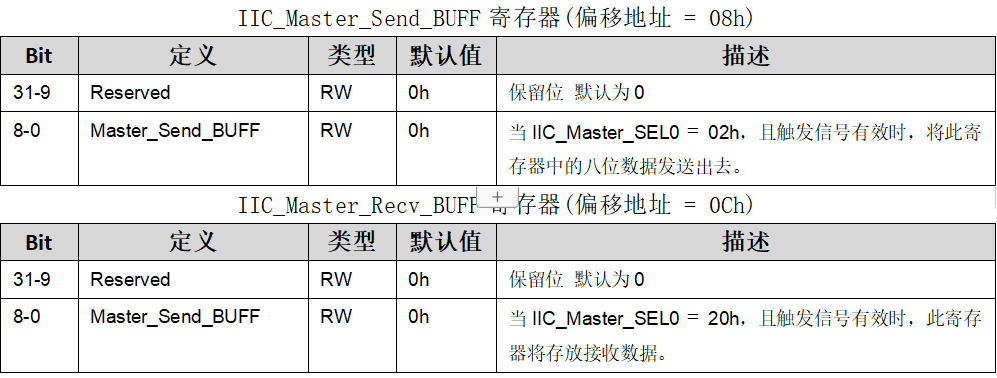 IIC_Master_Send_BUFF 寄存器(偏移地址 = 08h)
Bit 定义 类型 默认值 描述
31-9 Reserved RW 0h 保留位 默认为 0
8-0 Master_Send_BUFF RW 0h 当 IIC_Master_SEL0 = 02h，且触发信号有效时，将此寄
存器中的八位数据发送出去。
IIC_Master_Recv_BUFF 寄存器(偏移地址 = 0Ch)
Bit 定义 类型 默认值 描述
31-9 Reserved RW 0h 保留位 默认为 0
8-0 Master_Send_BUFF RW 0h 当 IIC_Master_SEL0 = 20h，且触发信号有效时，此寄存
器将存放接收数据。